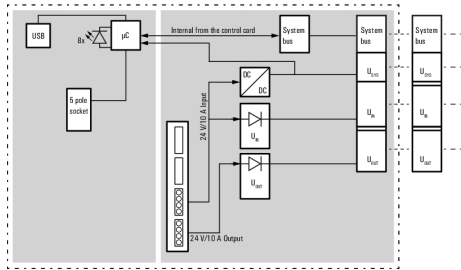 USB
8x
μC
Internal from the control card
System
bus
System
bus
System
bus
DC
DC
U_SYS
U_SYS
5 pole
socket
24 V/10 A Input
U_IN
U_IN
U_IN
U_OUT
U_OUT
U_OUT
24 V/10 A Output